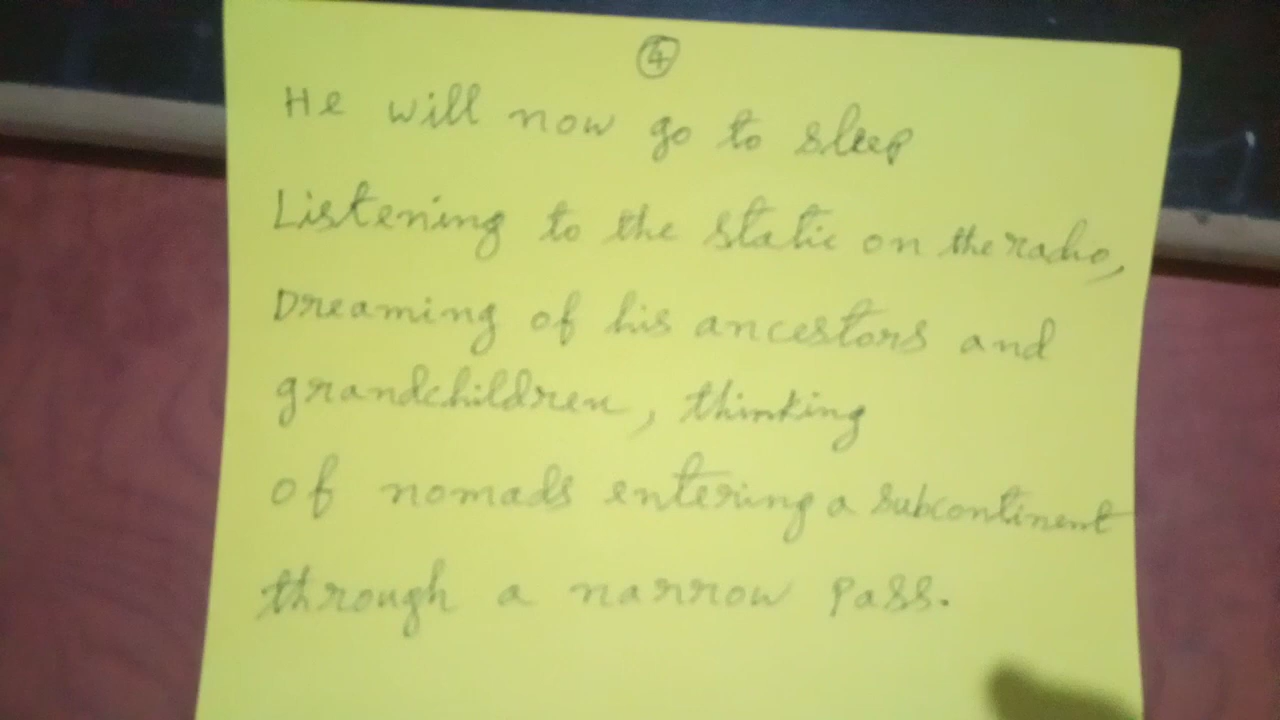 4
He will now go to sleep
Listening to the static on the radio,
Dreaming of his ancestors and
grandchildren, thinking
of nomads entering a subcontinent
through a narrow pass.